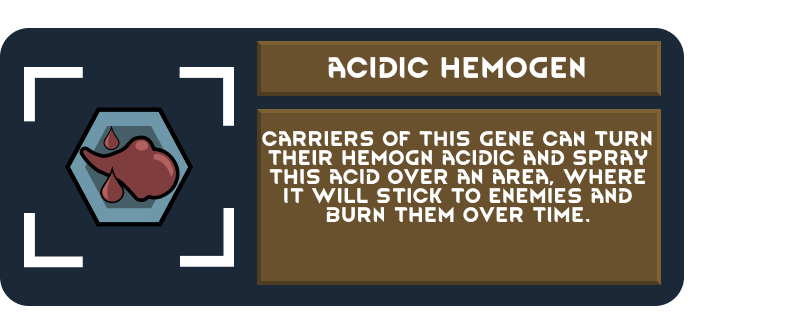 ACIDIC HEMOGEN
CARRIERS OF THIS GENE CAN TURN
THEIR HEMOGN ACIDIC AND SPRAY
THIS ACID OVER AN AREA, WHERE
IT WILL STICK TO ENEMIES AND
BURN THEM OVER TIME.